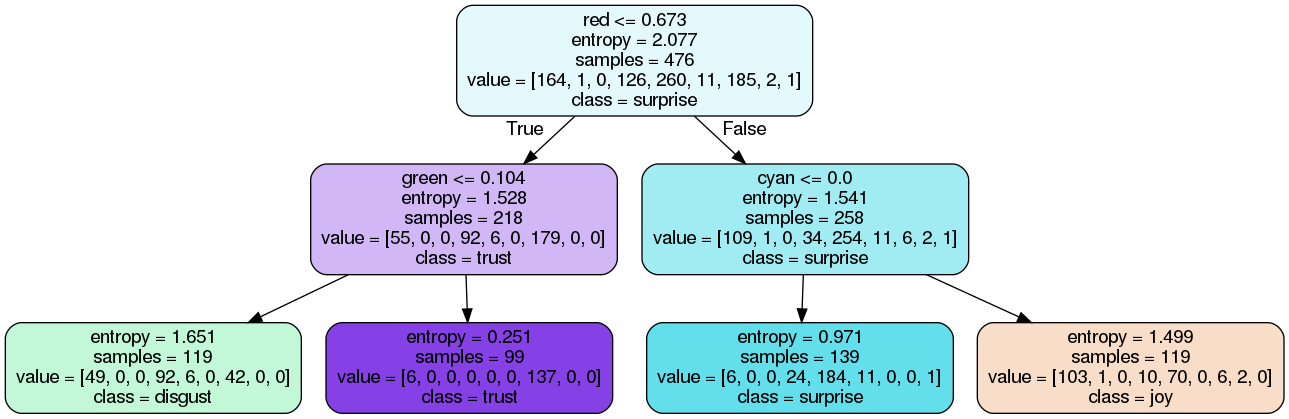 red <= 0.673
entropy = 2.077
samples = 476
value = [164, 1, 0, 126, 260, 11, 185, 2, 1]
class = surprise
True
False
green <= 0.104
entropy = 1.528
samples = 218
value = [55, 0, 0, 92, 6, 0, 179, 0, 0]
class = trust
cyan <= 0.0
entropy = 1.541
samples = 258
value = [109, 1, 0, 34, 254, 11, 6, 2, 1]
class = surprise
entropy = 1.651
samples = 119
value = [49, 0, 0, 92, 6, 0, 42, 0, 0]
class = disgust
entropy = 0.251
samples = 99
value = [6, 0, 0, 0, 0, 0, 137, 0, 0]
class = trust
entropy = 0.971
samples = 139
value = [6, 0, 0, 24, 184, 11, 0, 0, 1]
class = surprise
entropy = 1.499
samples = 119
value = [103, 1, 0, 10, 70, 0, 6, 2, 0]
class = joy